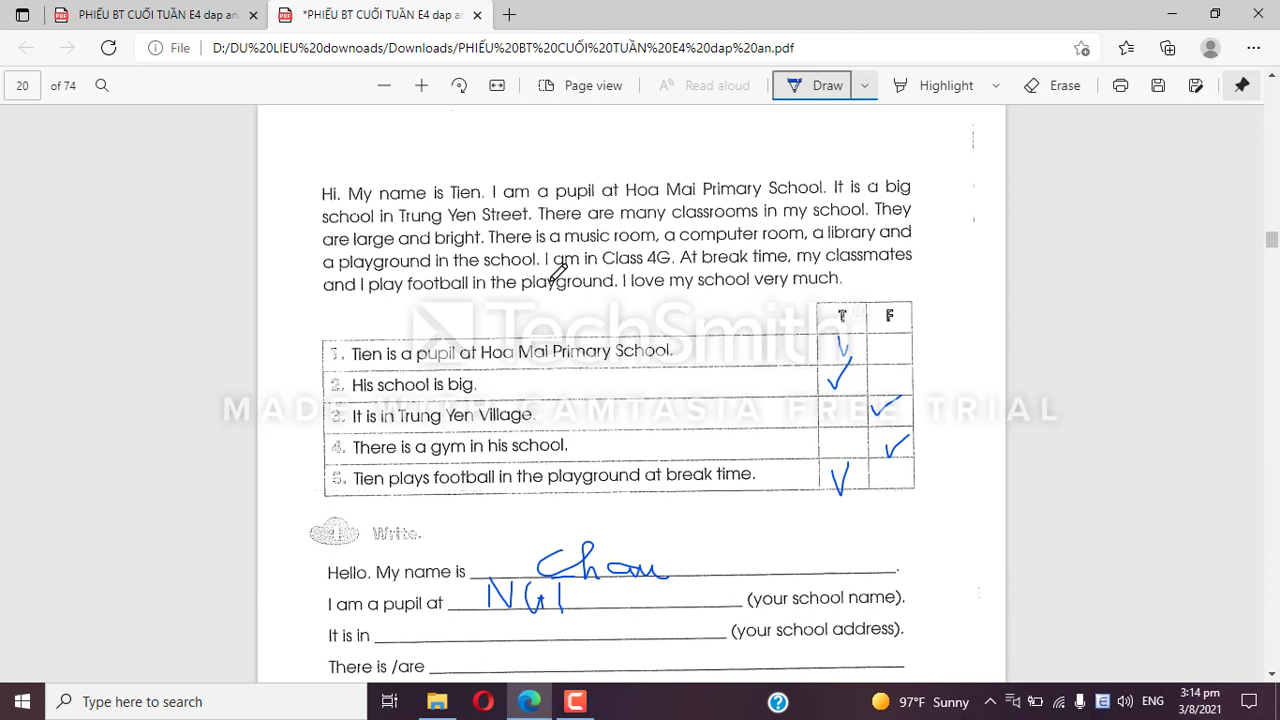 PHIẾU BT CUỐI TUẦN E4 dap an. *PHIẾU BT CUỐI TUẦN E4 dap ar
File D:/DU%20LIEU%20downoads/Downloads/PHIẾU%20BT%20CUỐI%20TUẦN%20E4%20dap%20an.pdf
20 of 74 Page view Read aloud Draw Highlight Erase
Hi. My name is Tien. I am a pupil at Hoa Mai Primary School. It is a big
school in Trung Yen Street. There are many classrooms in my school. They
are large and bright. There is a music room, a computer room, a library and
a playground in the school. I am in Class 4G. At break time, my classmates
and I play football in the playground. I love my school very much.
TechSmith
MADE WITH CAMTASIA FREE TRIAL
T F
1. Tien is a pupil at Hoa Mai Primary School.
2. His school is big.
3. It is in Trung Yen Village.
4. There is a gym in his school.
5. Tien plays football in the playground at break time.
4 Write.
Hello. My name is Chau.
I am a pupil at NGT (your school name).
It is in (your school address).
There is /are
Type here to search
97°F Sunny ENG 3:14 pm
3/8/2021